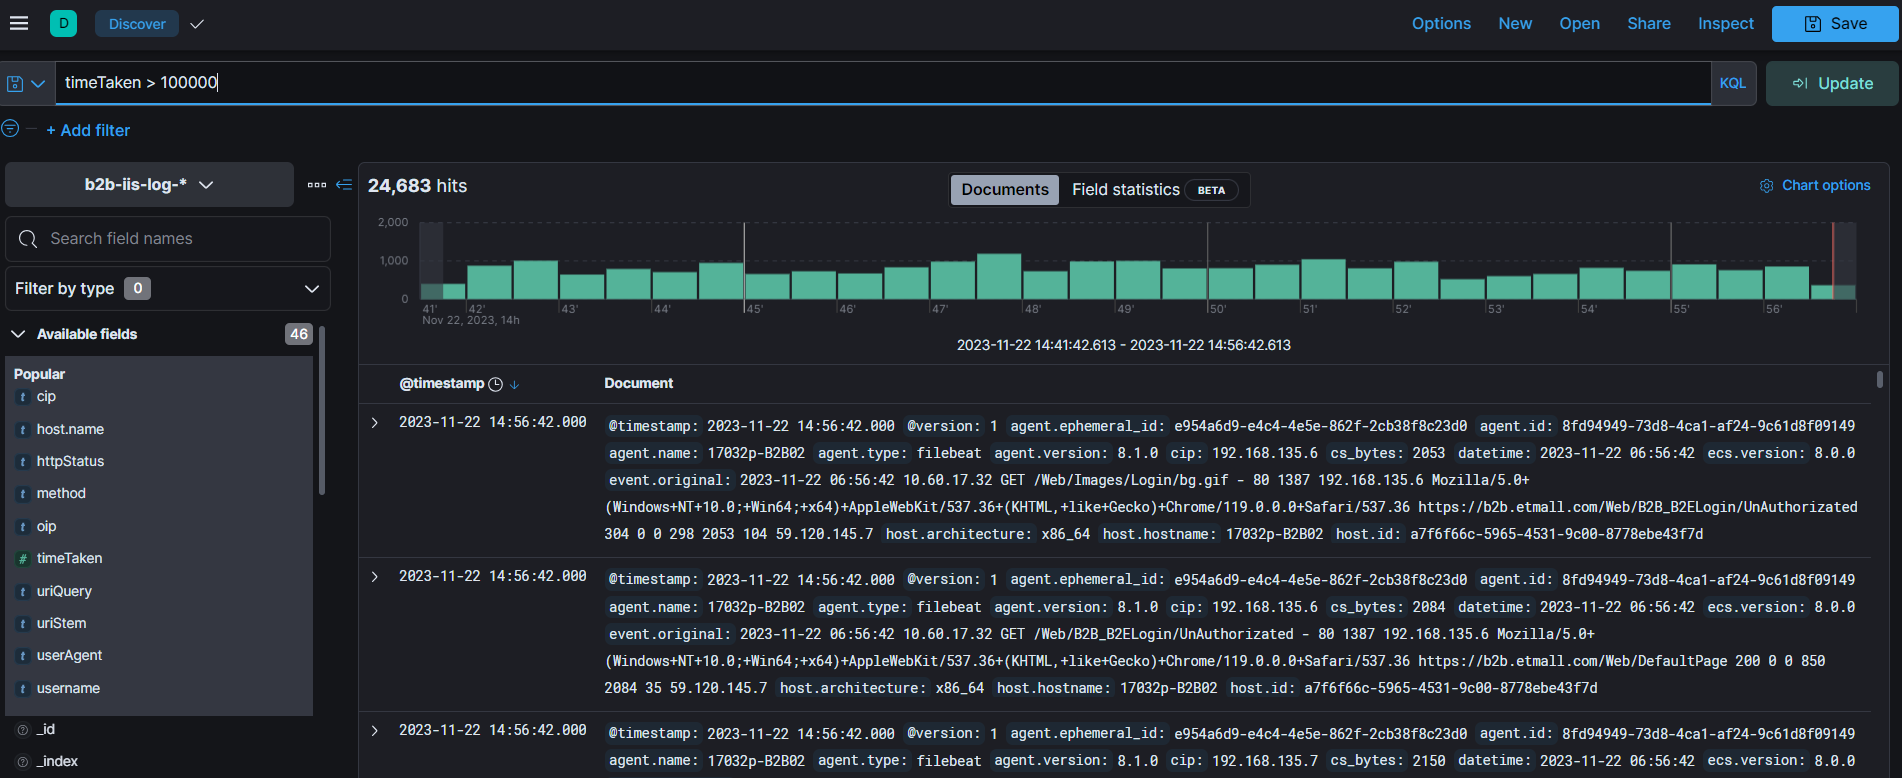 D Discover Options New Open Share Inspect Save
timeTaken > 100000 KQL Update
+ Add filter
b2b-iis-log-*
Search field names
Filter by type 0
Available fields 46
Popular
t cip
t host.name
t httpStatus
t method
t oip
# timeTaken
t uriQuery
t uriStem
t userAgent
t username
? _id
? _index
24,683 hits Documents Field statistics BETA Chart options
2,000
1,000
0
41' 42' 43' 44' 45' 46' 47' 48' 49' 50' 51' 52' 53' 54' 55' 56'
Nov 22, 2023, 14h
2023-11-22 14:41:42.613 - 2023-11-22 14:56:42.613
@timestamp Document
2023-11-22 14:56:42.000 @timestamp: 2023-11-22 14:56:42.000 @version: 1 agent.ephemeral_id: e954a6d9-e4c4-4e5e-862f-2cb38f8c23d0 agent.id: 8fd94949-73d8-4ca1-af24-9c61d8f09149
agent.name: 17032p-B2B02 agent.type: filebeat agent.version: 8.1.0 cip: 192.168.135.6 cs_bytes: 2053 datetime: 2023-11-22 06:56:42 ecs.version: 8.0.0
event.original: 2023-11-22 06:56:42 10.60.17.32 GET /Web/Images/Login/bg.gif - 80 1387 192.168.135.6 Mozilla/5.0+
(Windows+NT+10.0;+Win64;+x64)+AppleWebKit/537.36+(KHTML,+like+Gecko)+Chrome/119.0.0.0+Safari/537.36 https://b2b.etmall.com/Web/B2B_B2ELogin/UnAuthorizated
304 0 0 298 2053 104 59.120.145.7 host.architecture: x86_64 host.hostname: 17032p-B2B02 host.id: a7f6f66c-5965-4531-9c00-8778ebe43f7d
2023-11-22 14:56:42.000 @timestamp: 2023-11-22 14:56:42.000 @version: 1 agent.ephemeral_id: e954a6d9-e4c4-4e5e-862f-2cb38f8c23d0 agent.id: 8fd94949-73d8-4ca1-af24-9c61d8f09149
agent.name: 17032p-B2B02 agent.type: filebeat agent.version: 8.1.0 cip: 192.168.135.6 cs_bytes: 2084 datetime: 2023-11-22 06:56:42 ecs.version: 8.0.0
event.original: 2023-11-22 06:56:42 10.60.17.32 GET /Web/B2B_B2ELogin/UnAuthorizated - 80 1387 192.168.135.6 Mozilla/5.0+
(Windows+NT+10.0;+Win64;+x64)+AppleWebKit/537.36+(KHTML,+like+Gecko)+Chrome/119.0.0.0+Safari/537.36 https://b2b.etmall.com/Web/DefaultPage 200 0 0 850
2084 35 59.120.145.7 host.architecture: x86_64 host.hostname: 17032p-B2B02 host.id: a7f6f66c-5965-4531-9c00-8778ebe43f7d
2023-11-22 14:56:42.000 @timestamp: 2023-11-22 14:56:42.000 @version: 1 agent.ephemeral_id: e954a6d9-e4c4-4e5e-862f-2cb38f8c23d0 agent.id: 8fd94949-73d8-4ca1-af24-9c61d8f09149
agent.name: 17032p-B2B02 agent.type: filebeat agent.version: 8.1.0 cip: 192.168.135.7 cs_bytes: 2150 datetime: 2023-11-22 06:56:42 ecs.version: 8.0.0